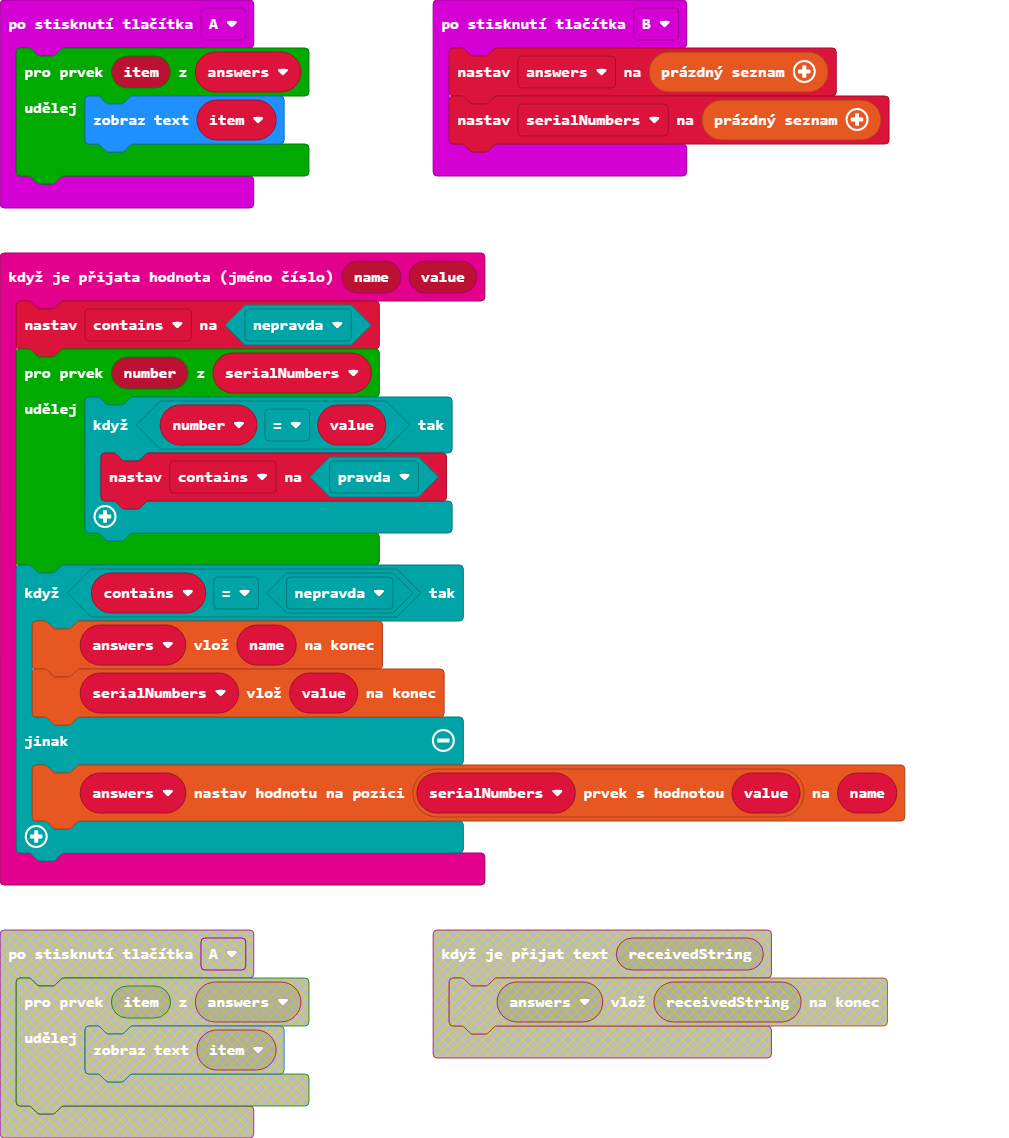 po stisknutí tlačítka A
pro prvek item z answers
udělej
zobraz text item
po stisknutí tlačítka B
nastav answers na prázdný seznam
nastav serialNumbers na prázdný seznam
když je přijata hodnota (jméno číslo) name value
nastav contains na nepravda
pro prvek number z serialNumbers
udělej
když number = value tak
nastav contains na pravda
když contains = nepravda tak
answers vlož name na konec
serialNumbers vlož value na konec
jinak
answers nastav hodnotu na pozici serialNumbers prvek s hodnotou value na name
po stisknutí tlačítka A
pro prvek item z answers
udělej
zobraz text item
když je přijat text receivedString
answers vlož receivedString na konec